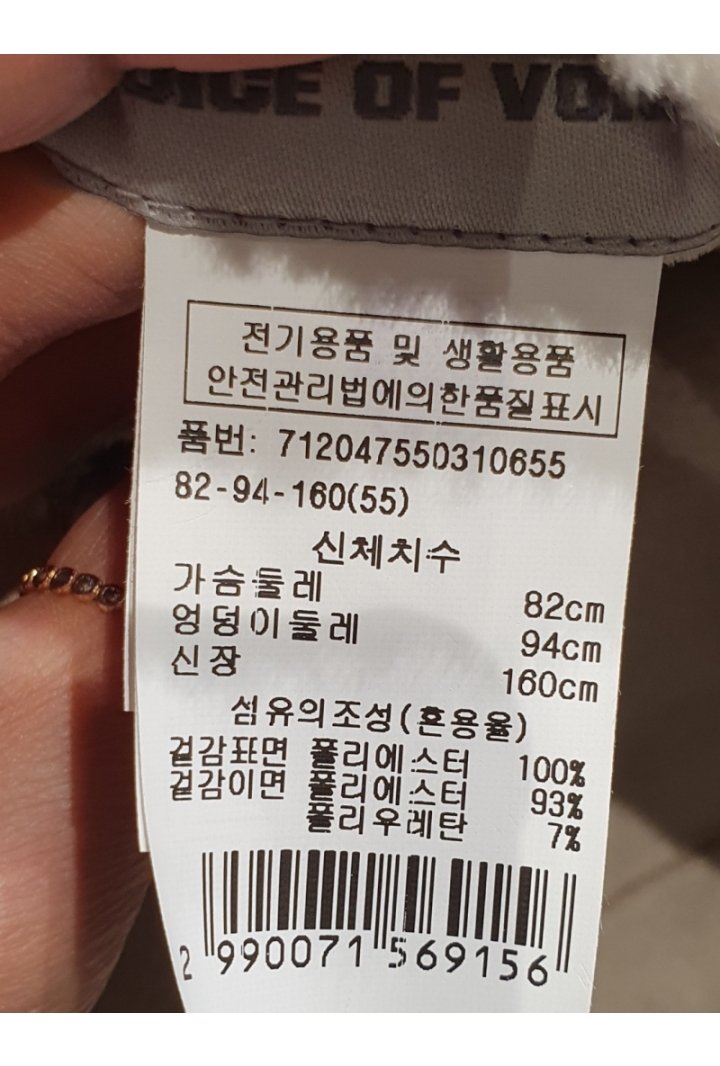 OF
전기용품 및 생활용품
안전관리법에의한품질표시
품번: 712047550310655
82-94-160(55)
신체치수
가슴둘레 82cm
엉덩이둘레 94cm
신장 160cm
섬유의조성(혼용율)
겉감표면 폴리에스터 100%
겉감이면 폴리에스터 93%
폴리우레탄 7%
2 990071 569156